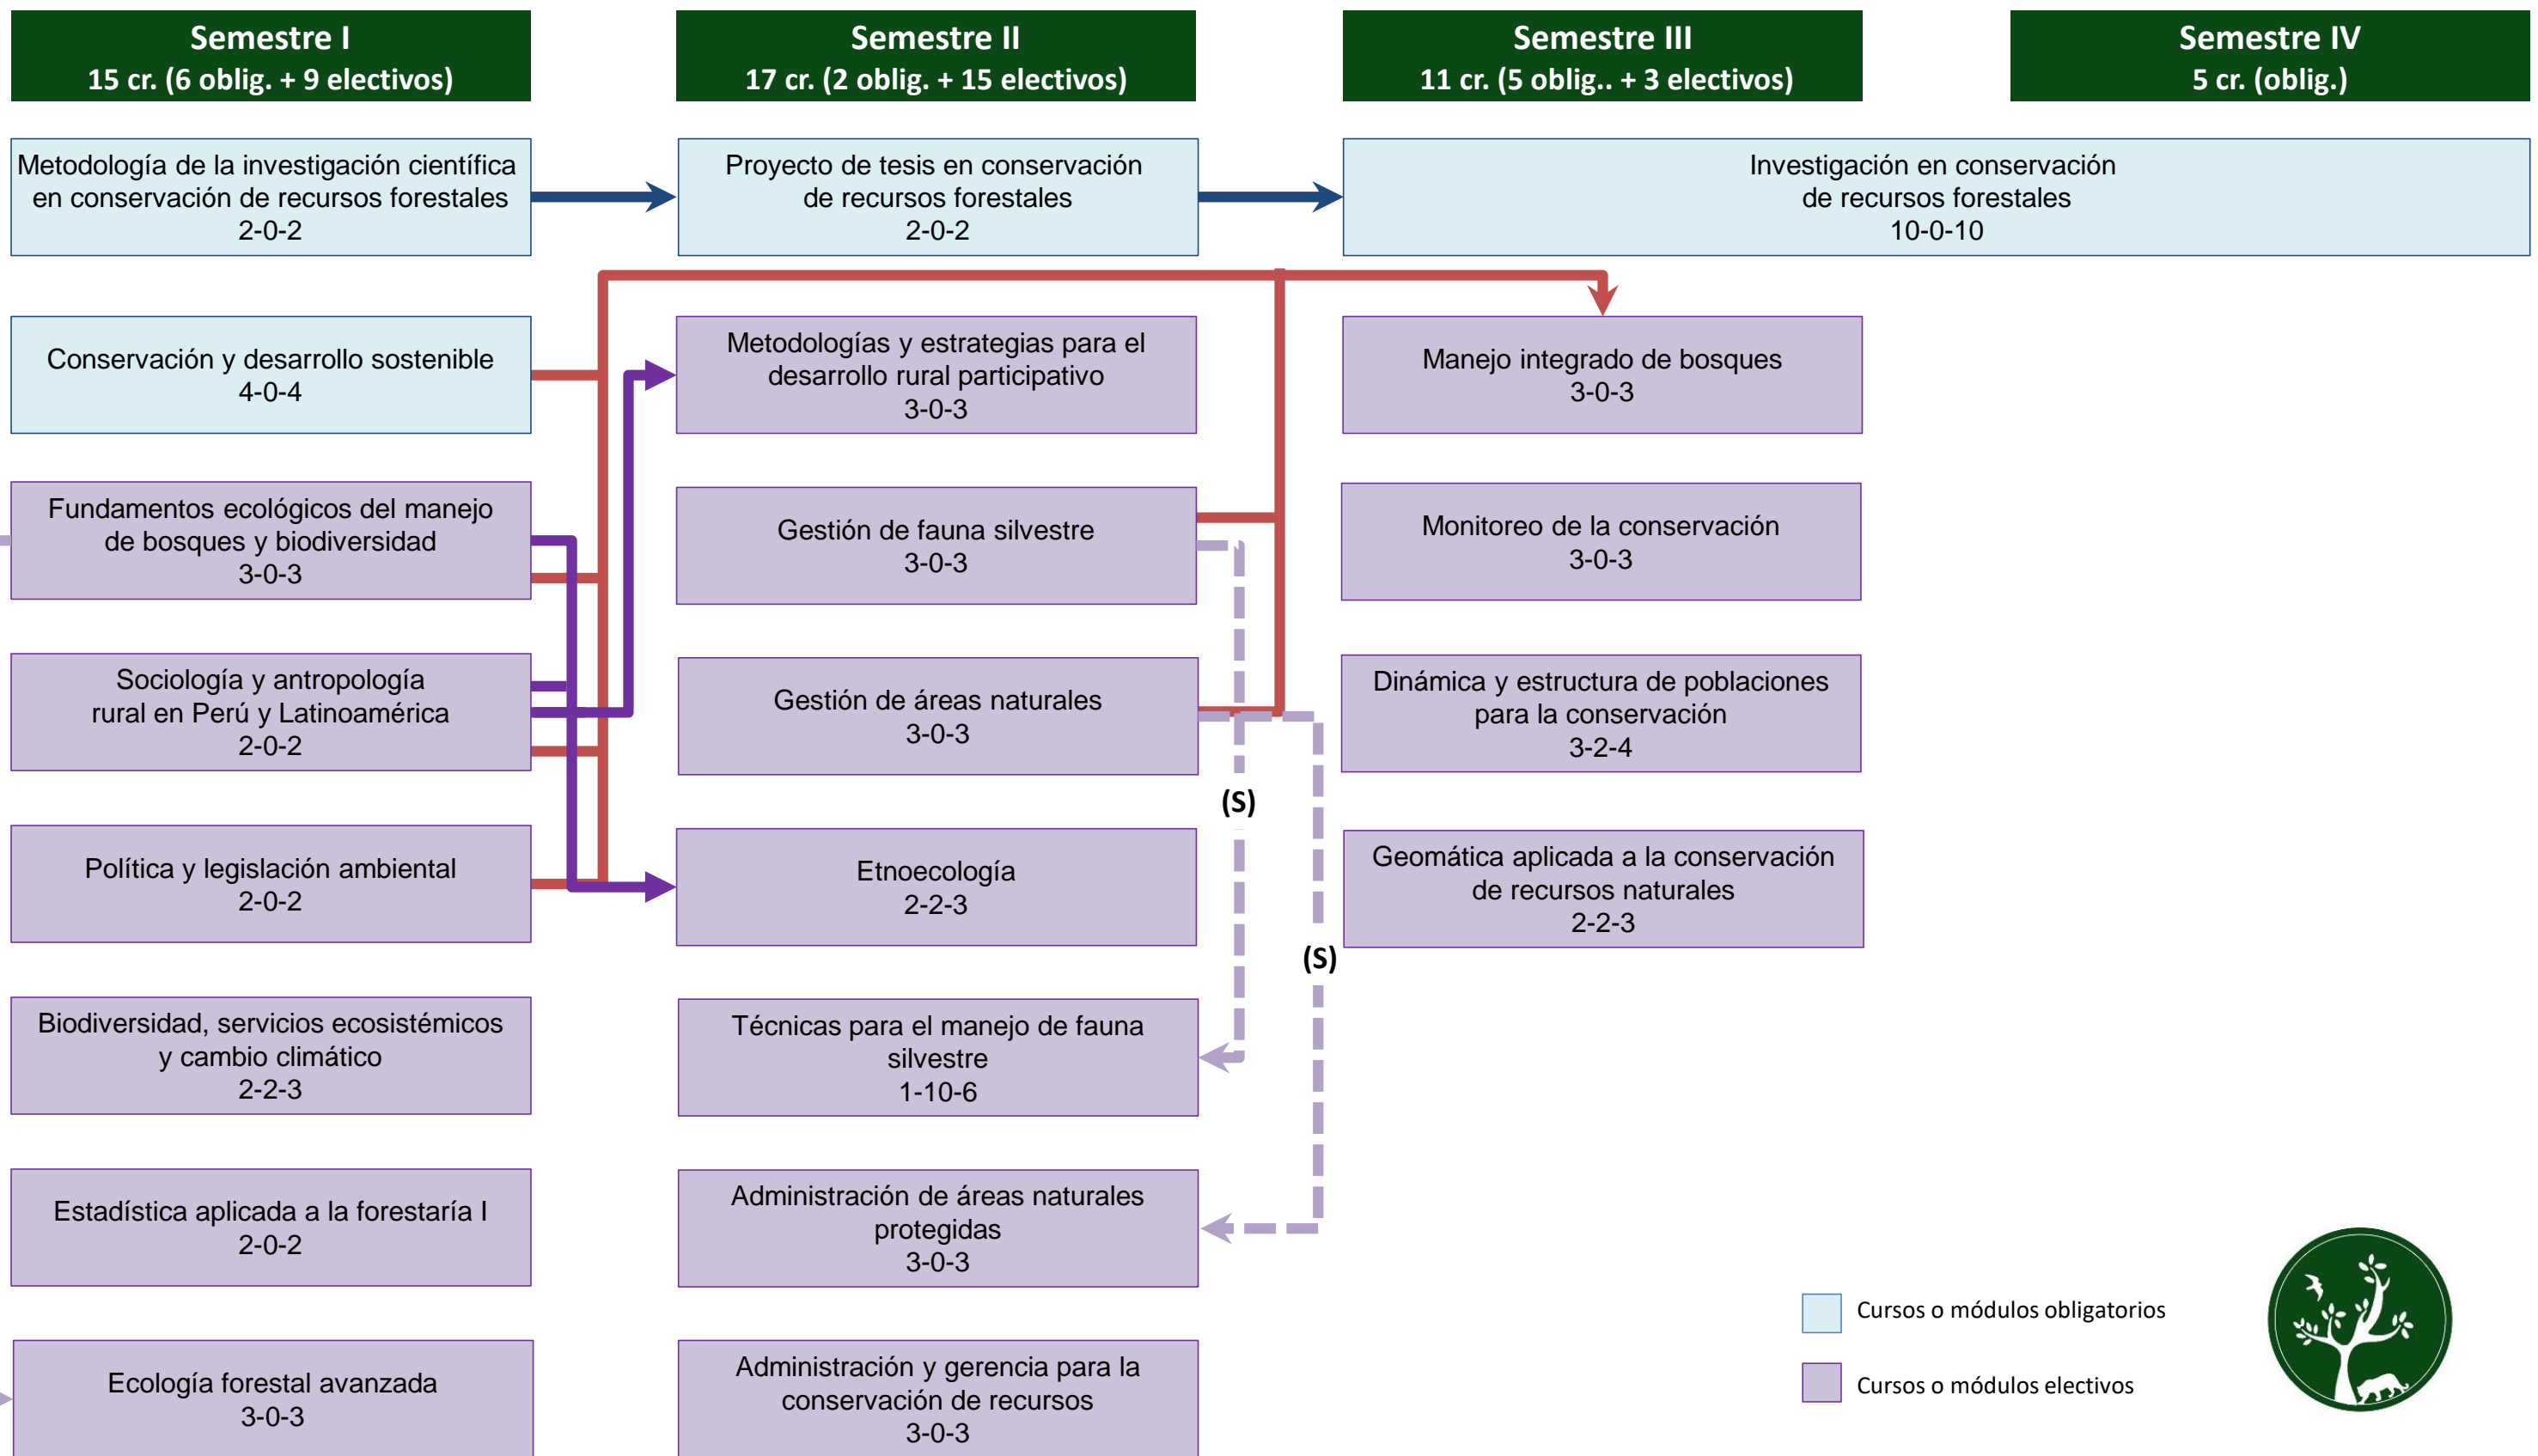 Semestre I
15 cr. (6 oblig. + 9 electivos)
Semestre II
17 cr. (2 oblig. + 15 electivos)
Semestre III
11 cr. (5 oblig.. + 3 electivos)
Semestre IV
5 cr. (oblig.)
Metodología de la investigación científica
en conservación de recursos forestales
2-0-2
Proyecto de tesis en conservación
de recursos forestales
2-0-2
Investigación en conservación
de recursos forestales
10-0-10
Conservación y desarrollo sostenible
4-0-4
Metodologías y estrategias para el
desarrollo rural participativo
3-0-3
Manejo integrado de bosques
3-0-3
Fundamentos ecológicos del manejo
de bosques y biodiversidad
3-0-3
Gestión de fauna silvestre
3-0-3
Monitoreo de la conservación
3-0-3
Sociología y antropología
rural en Perú y Latinoamérica
2-0-2
Gestión de áreas naturales
3-0-3
Dinámica y estructura de poblaciones
para la conservación
3-2-4
(S)
Política y legislación ambiental
2-0-2
Etnoecología
2-2-3
Geomática aplicada a la conservación
de recursos naturales
2-2-3
(S)
Biodiversidad, servicios ecosistémicos
y cambio climático
2-2-3
Técnicas para el manejo de fauna
silvestre
1-10-6
Estadística aplicada a la forestaría I
2-0-2
Administración de áreas naturales
protegidas
3-0-3
Ecología forestal avanzada
3-0-3
Administración y gerencia para la
conservación de recursos
3-0-3
Cursos o módulos obligatorios
Cursos o módulos electivos